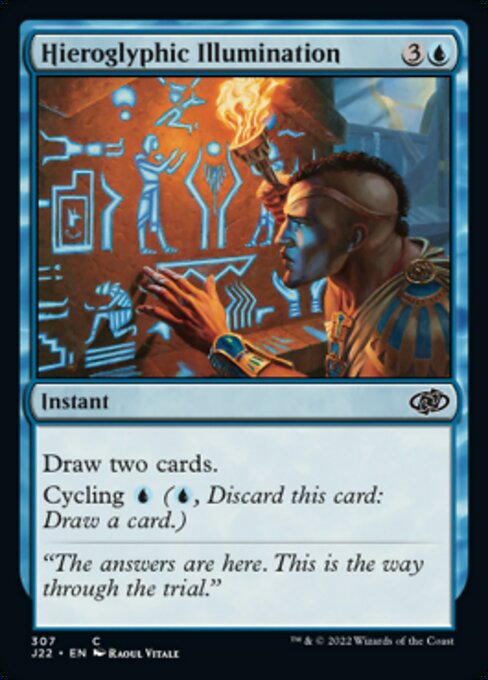 Hieroglyphic Illumination 3
Instant
Draw two cards.
Cycling (, Discard this card:
Draw a card.)
“The answers are here. This is the way
through the trial.”
307 C
J22 • EN Raoul Vitale
™ & © 2022 Wizards of the Coast